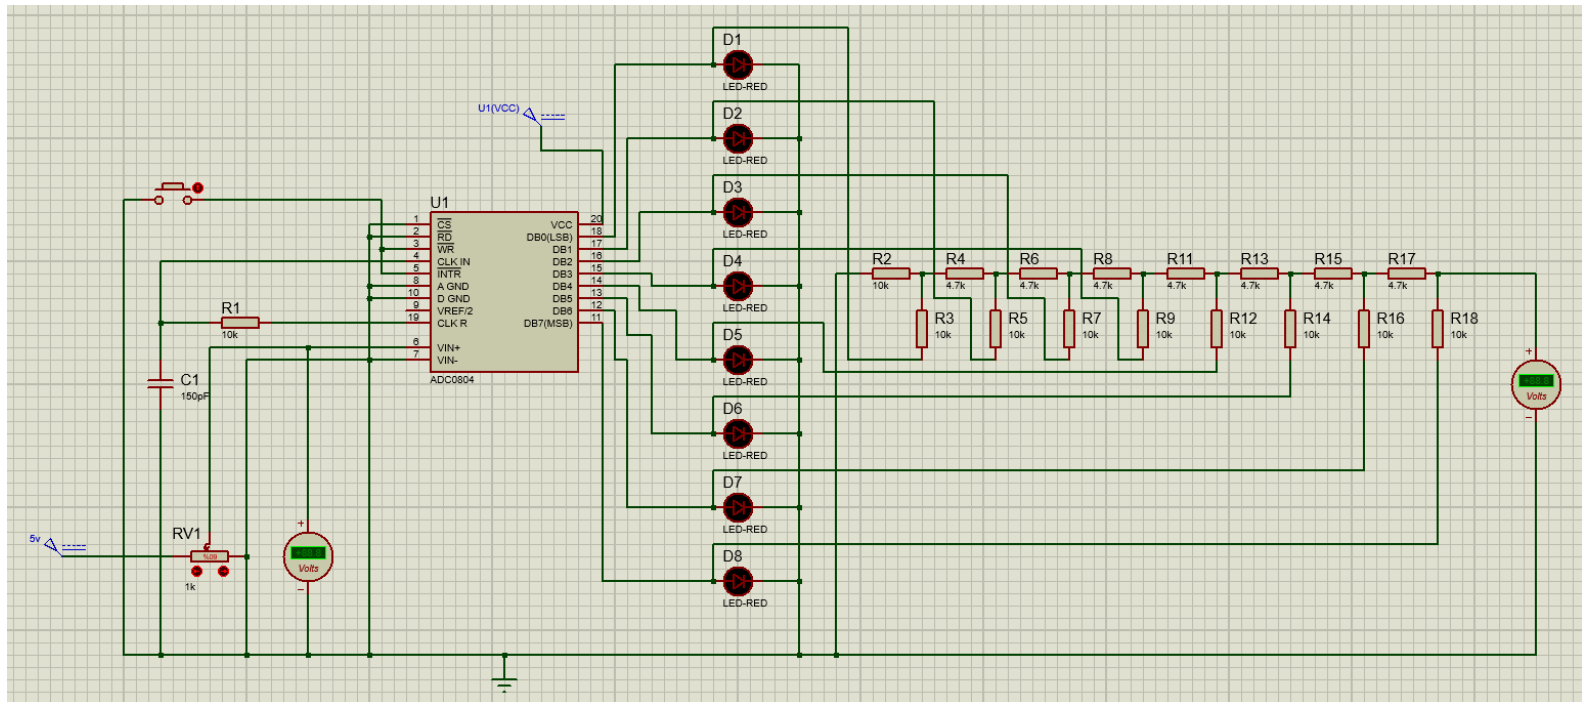 D1
LED-RED
U1(VCC)
D2
LED-RED
D3
LED-RED
U1
1 CS VCC 20
2 RD DB0(LSB) 18
3 WR DB1 17
4 CLK IN DB2 16
5 INTR DB3 15
8 A GND DB4 14
10 D GND DB5 13
9 VREF/2 DB6 12
19 CLK R DB7(MSB) 11
6 VIN+
7 VIN-
ADC0804
D4
LED-RED
R2 R4 R6 R8 R11 R13 R15 R17
10k 4.7k 4.7k 4.7k 4.7k 4.7k 4.7k 4.7k
R1
10k
R3 R5 R7 R9 R12 R14 R16 R18
10k 10k 10k 10k 10k 10k 10k 10k
D5
LED-RED
C1
150pF
+88.8
Volts
+
−
D6
LED-RED
D7
LED-RED
5v
RV1
1k
+
+88.8
Volts
−
D8
LED-RED